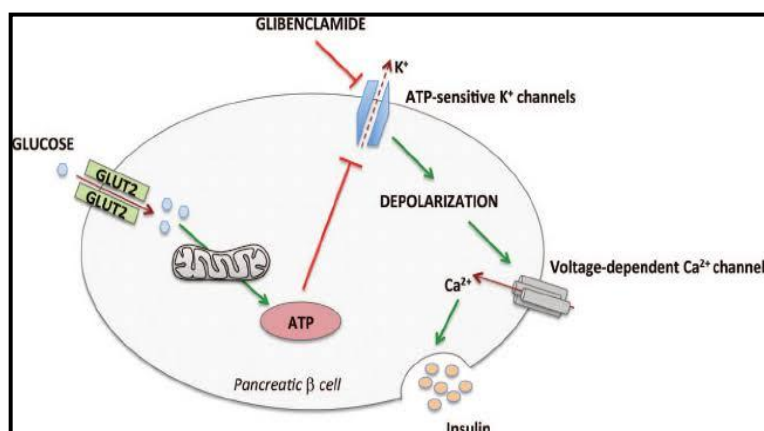 GLIBENCLAMIDE
K⁺
ATP-sensitive K⁺ channels
GLUCOSE
GLUT2
GLUT2
DEPOLARIZATION
Voltage-dependent Ca²⁺ channel
Ca²⁺
ATP
Pancreatic β cell
Insulin